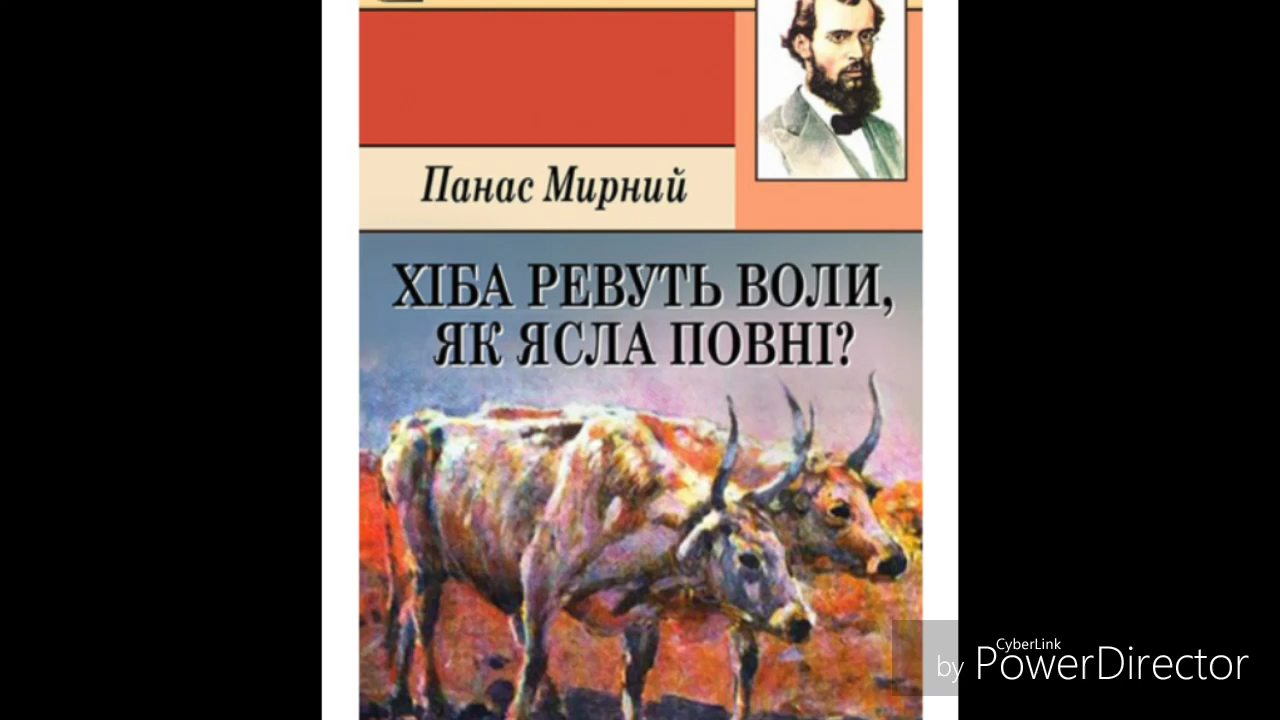 Панас Мирний
ХІБА РЕВУТЬ ВОЛИ,
ЯК ЯСЛА ПОВНІ?
CyberLink
by PowerDirector